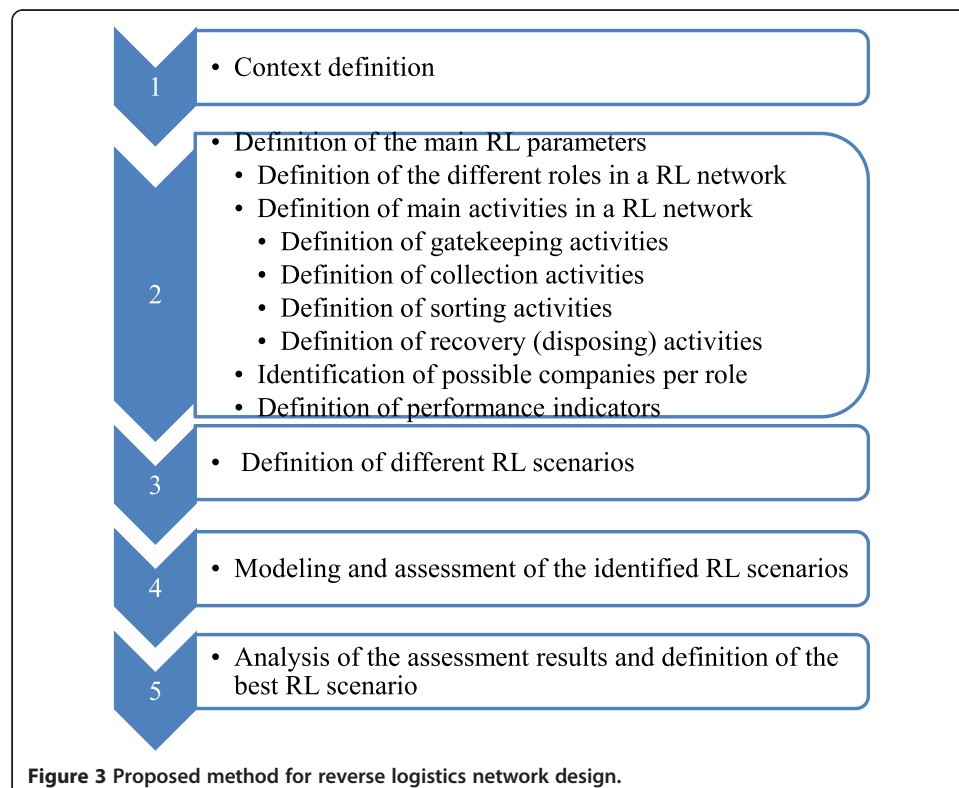 1
• Context definition
2
• Definition of the main RL parameters
• Definition of the different roles in a RL network
• Definition of main activities in a RL network
• Definition of gatekeeping activities
• Definition of collection activities
• Definition of sorting activities
• Definition of recovery (disposing) activities
• Identification of possible companies per role
• Definition of performance indicators
3
• Definition of different RL scenarios
4
• Modeling and assessment of the identified RL scenarios
5
• Analysis of the assessment results and definition of the
best RL scenario
Figure 3 Proposed method for reverse logistics network design.